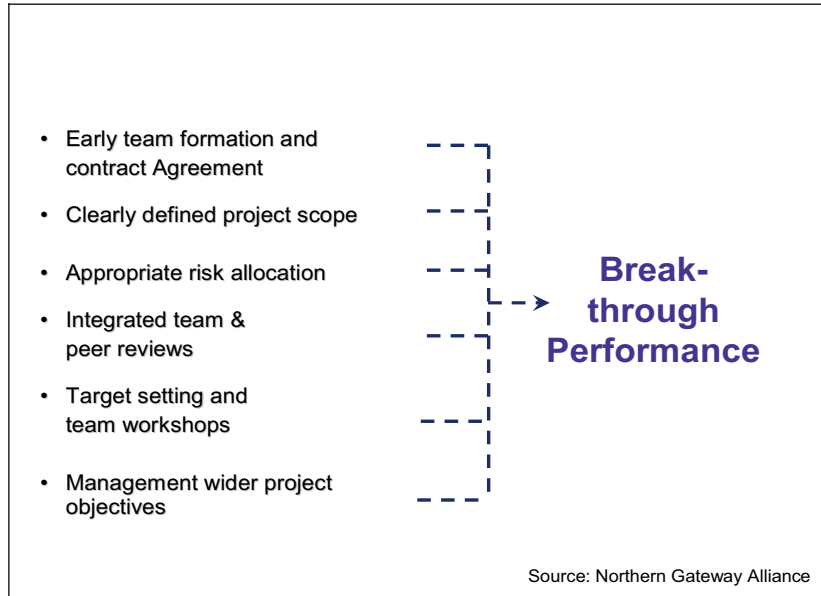 • Early team formation and
contract Agreement
• Clearly defined project scope
• Appropriate risk allocation
• Integrated team &
peer reviews
• Target setting and
team workshops
• Management wider project
objectives
Break-
through
Performance
Source: Northern Gateway Alliance